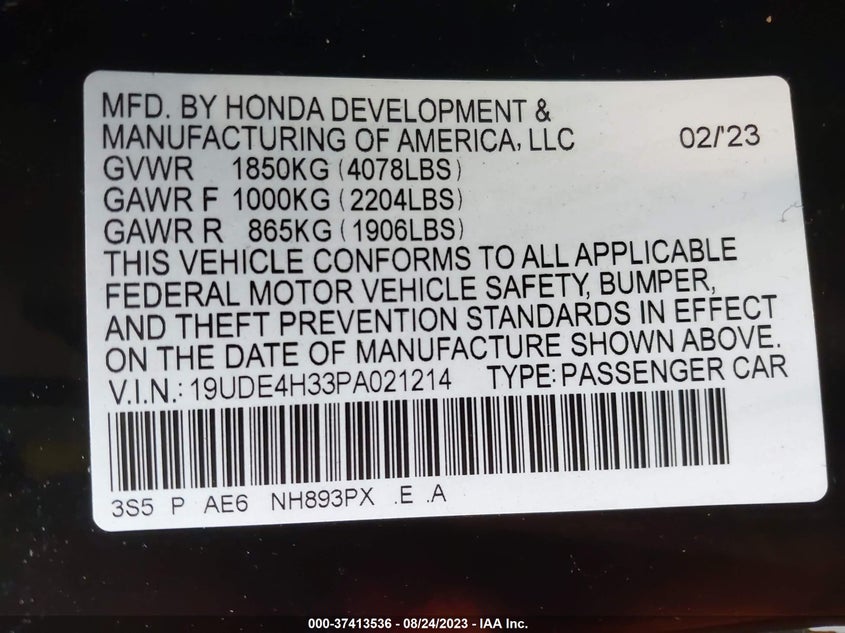 MFD. BY HONDA DEVELOPMENT &
MANUFACTURING OF AMERICA, LLC 02/'23
GVWR 1850KG (4078LBS)
GAWR F 1000KG (2204LBS)
GAWR R 865KG (1906LBS)
THIS VEHICLE CONFORMS TO ALL APPLICABLE
FEDERAL MOTOR VEHICLE SAFETY, BUMPER,
AND THEFT PREVENTION STANDARDS IN EFFECT
ON THE DATE OF MANUFACTURE SHOWN ABOVE.
V.I.N.: 19UDE4H33PA021214 TYPE: PASSENGER CAR
3S5 P AE6 NH893PX .E .A
000-37413536 - 08/24/2023 - IAA Inc.